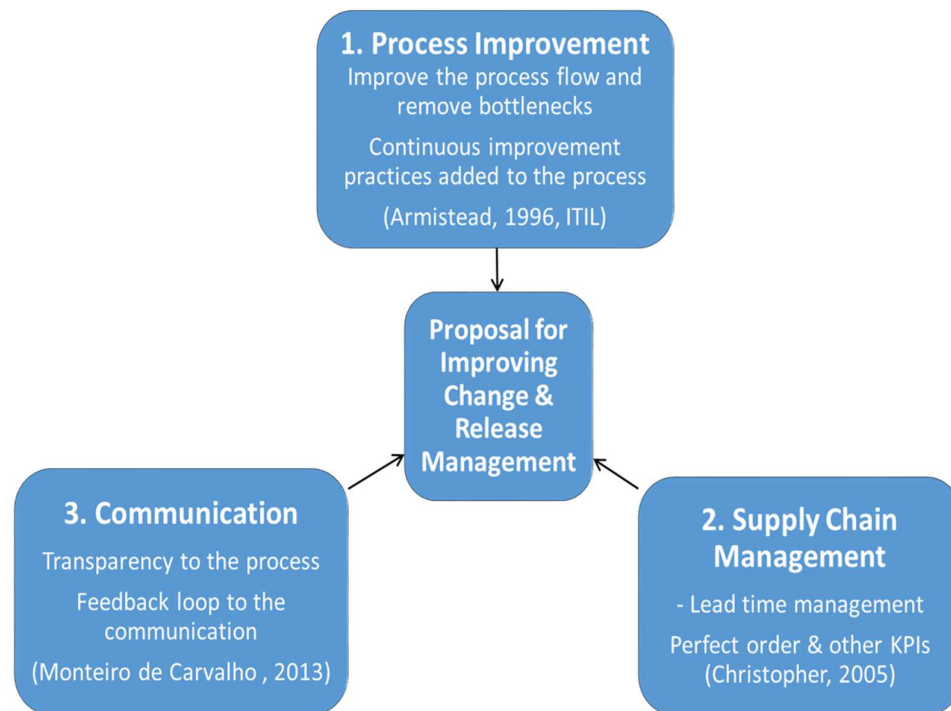 1. Process Improvement
Improve the process flow and
remove bottlenecks
Continuous improvement
practices added to the process
(Armistead, 1996, ITIL)
Proposal for
Improving
Change &
Release
Management
3. Communication
Transparency to the process
Feedback loop to the
communication
(Monteiro de Carvalho , 2013)
2. Supply Chain
Management
- Lead time management
Perfect order & other KPIs
(Christopher, 2005)